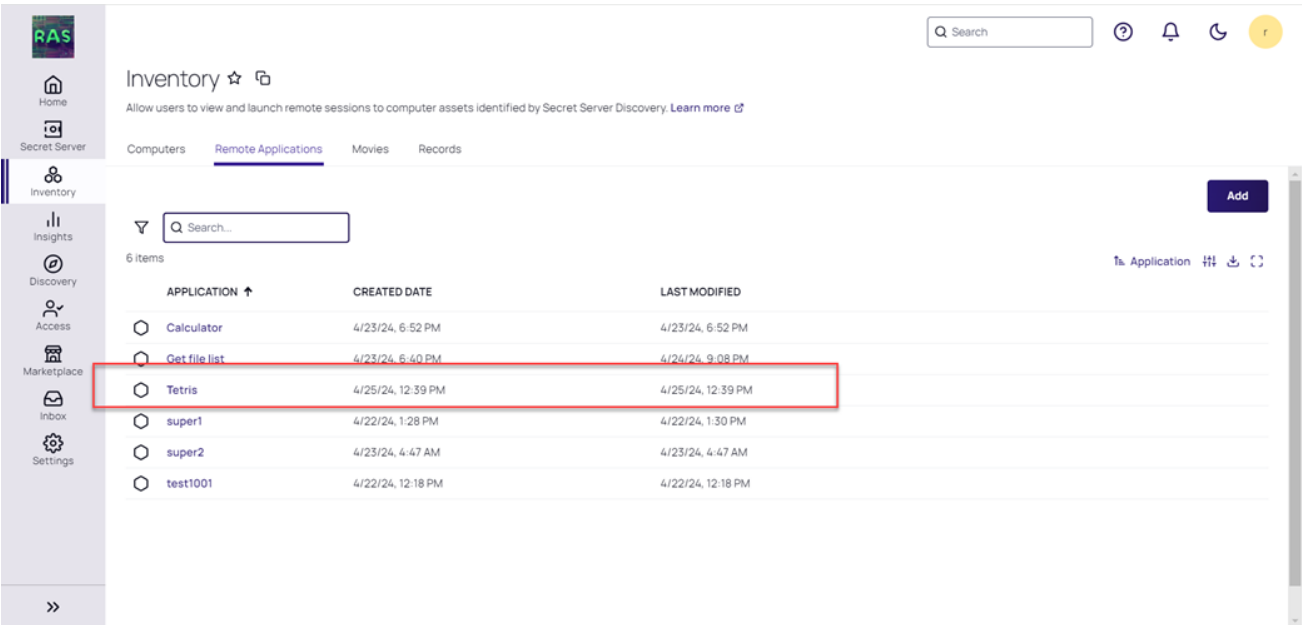 RAS
Search
r
Home
Secret Server
Inventory
Insights
Discovery
Access
Marketplace
Inbox
Settings
Inventory
Allow users to view and launch remote sessions to computer assets identified by Secret Server Discovery. Learn more
Computers Remote Applications Movies Records
Add
Search...
6 items
Application
APPLICATION CREATED DATE LAST MODIFIED
Calculator 4/23/24, 6:52 PM 4/23/24, 6:52 PM
Get file list 4/23/24, 6:40 PM 4/24/24, 9:08 PM
Tetris 4/25/24, 12:39 PM 4/25/24, 12:39 PM
super1 4/22/24, 1:28 PM 4/22/24, 1:30 PM
super2 4/23/24, 4:47 AM 4/23/24, 4:47 AM
test1001 4/22/24, 12:18 PM 4/22/24, 12:18 PM